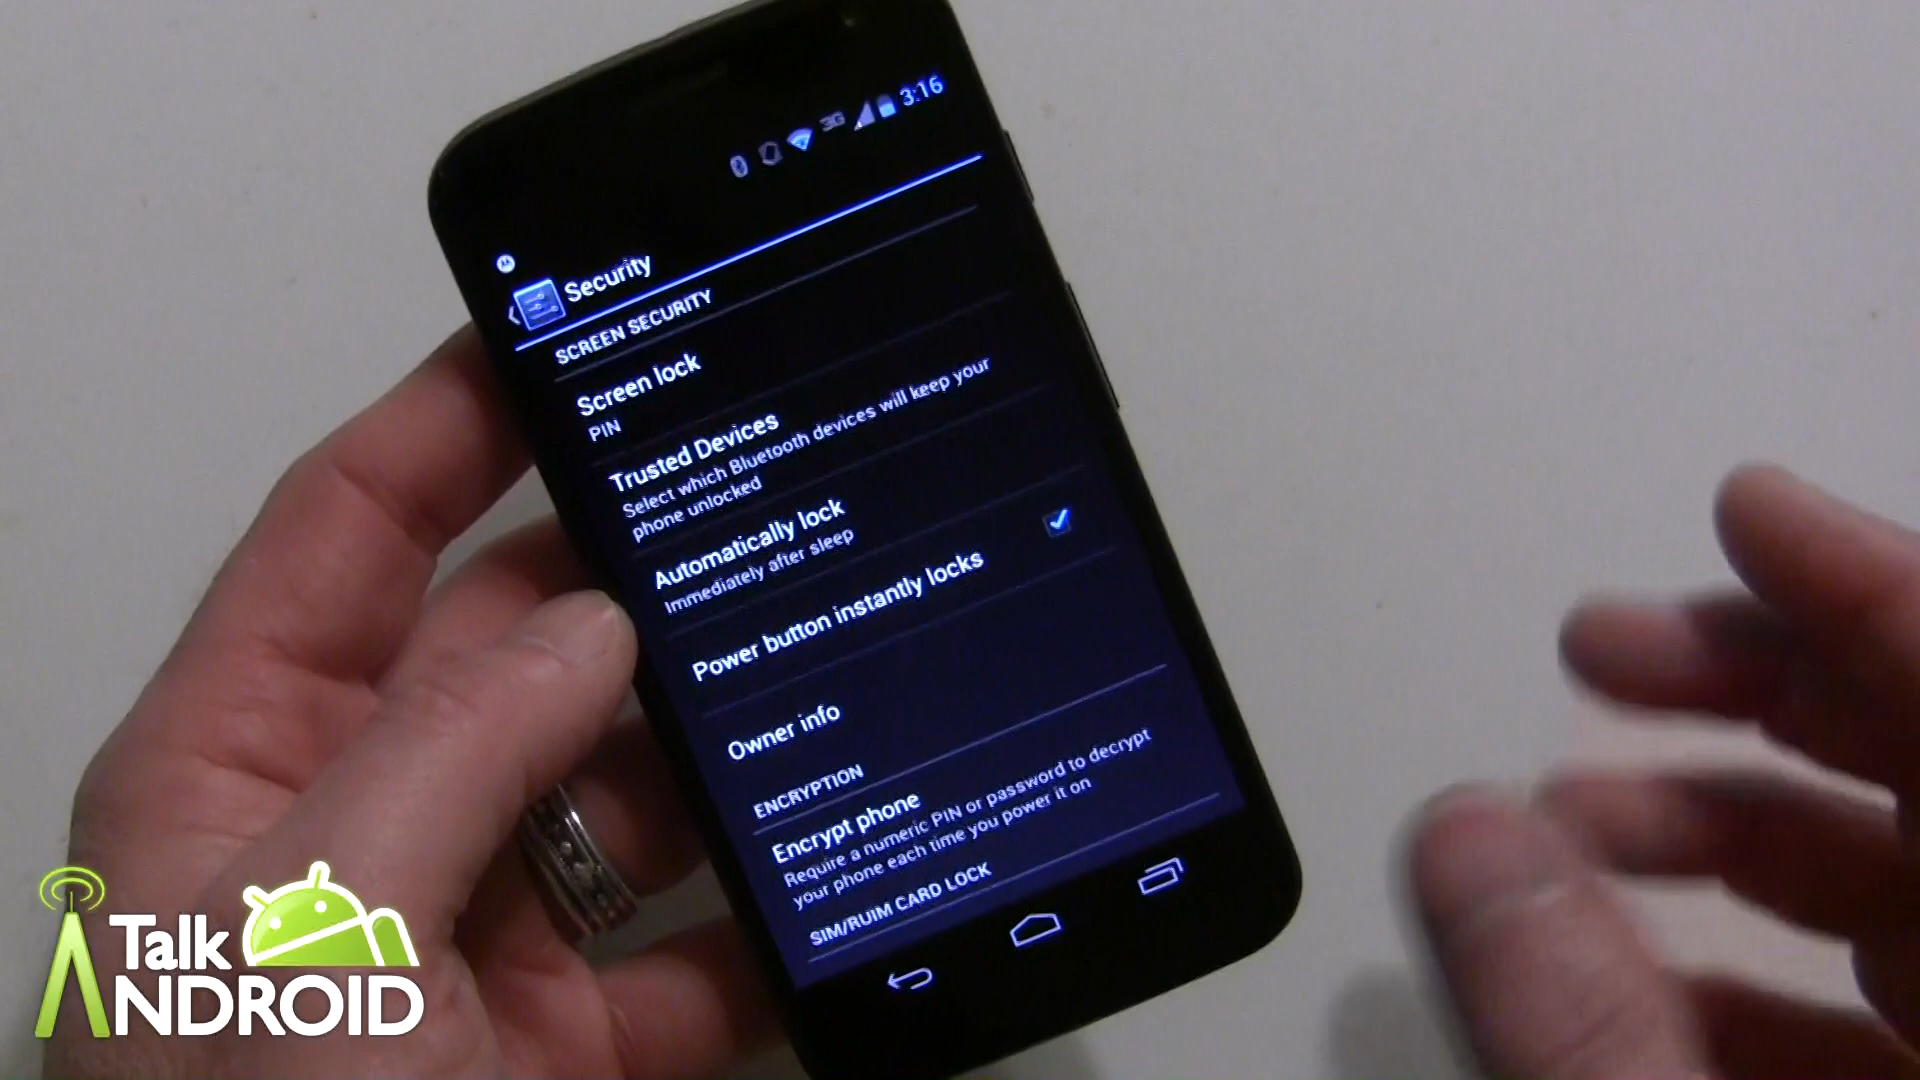 3G 3:16
Security
SCREEN SECURITY
Screen lock
PIN
Trusted Devices
Select which Bluetooth devices will keep your
phone unlocked
Automatically lock
Immediately after sleep
Power button instantly locks
Owner info
ENCRYPTION
Encrypt phone
Require a numeric PIN or password to decrypt
your phone each time you power it on
SIM/RUIM CARD LOCK
Talk
ANDROID